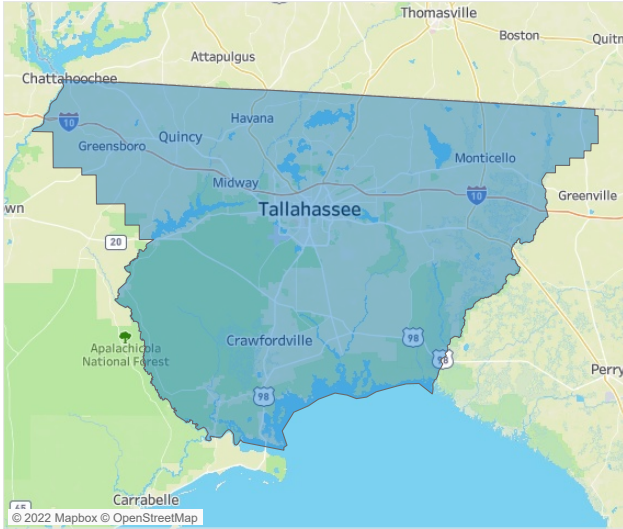 Thomasville
Boston
Quitm
Attapulgus
Chattahoochee
Havana
10
Quincy
Greensboro
Monticello
Midway
10
Greenville
Tallahassee
wn
20
Crawfordville
98
Apalachicola
National Forest
98
Perry
98
Carrabelle
65
© 2022 Mapbox © OpenStreetMap